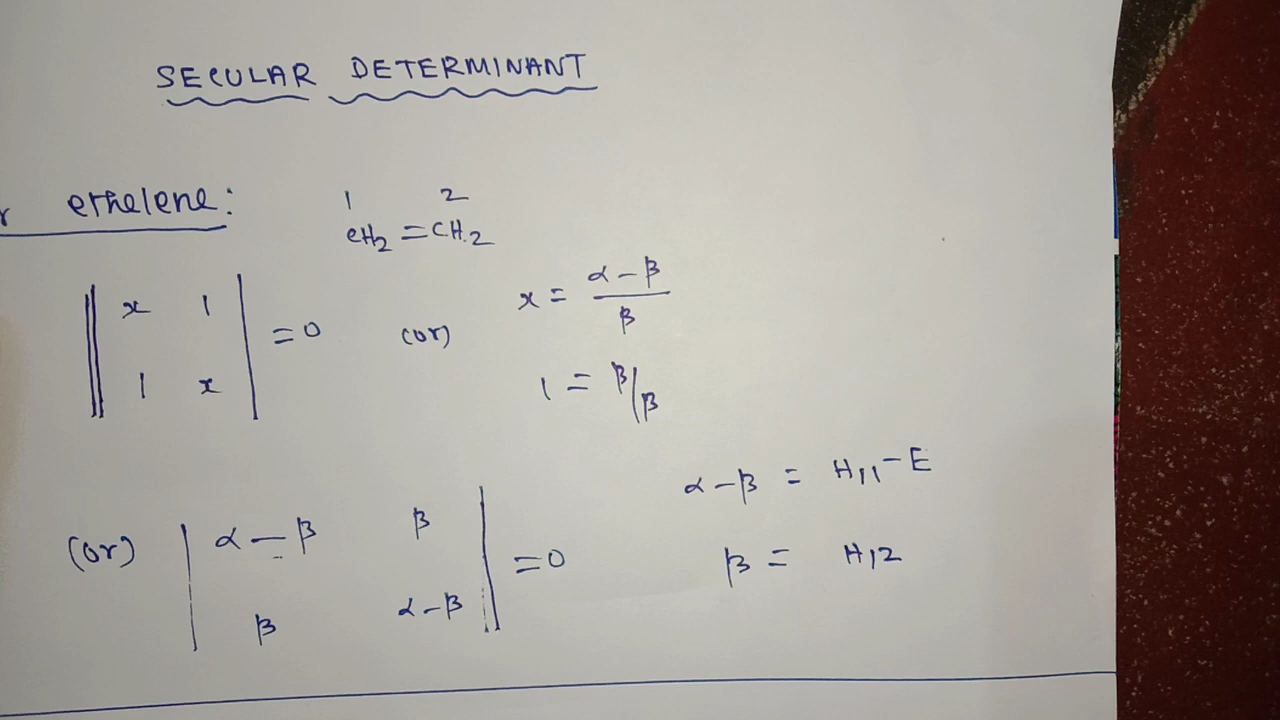 SECULAR DETERMINANT
r ethelene:
1 2
CH2 = CH2
| x 1 | = 0 (or) x = α - β / β
| 1 x | 1 = β/β
(or) | α - β β | = 0 α - β = H11 - E
| β α - β | β = H12